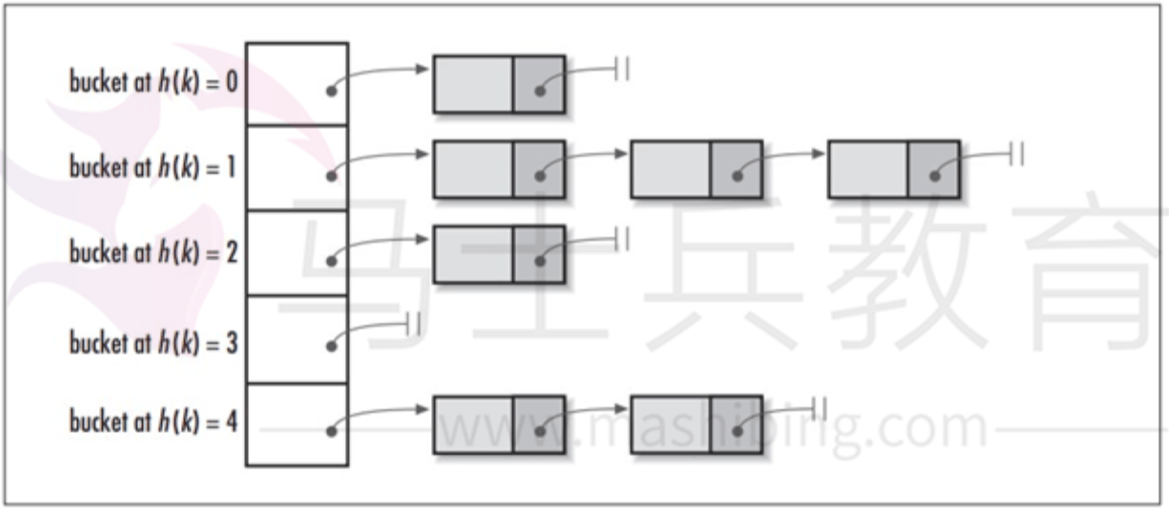 bucket at h(k) = 0
bucket at h(k) = 1
bucket at h(k) = 2
bucket at h(k) = 3
bucket at h(k) = 4
马士兵教育
www.mashibing.com